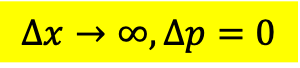 Δx → ∞, Δp = 0